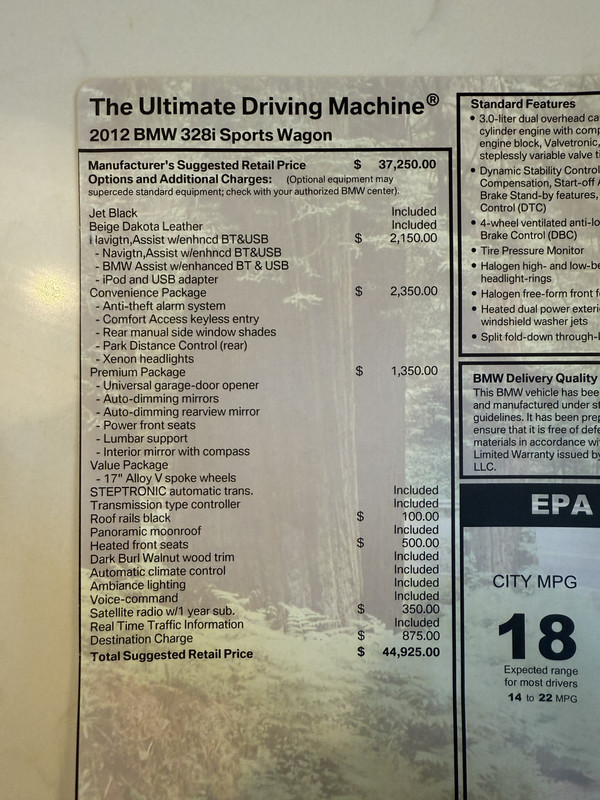 The Ultimate Driving Machine®
2012 BMW 328i Sports Wagon
Manufacturer's Suggested Retail Price $ 37,250.00
Options and Additional Charges: (Optional equipment may
supercede standard equipment; check with your authorized BMW center).
Jet Black Included
Beige Dakota Leather Included
Navigtn,Assist w/enhncd BT&USB $ 2,150.00
- Navigtn,Assist w/enhncd BT&USB
- BMW Assist w/enhanced BT & USB
- iPod and USB adapter
Convenience Package $ 2,350.00
- Anti-theft alarm system
- Comfort Access keyless entry
- Rear manual side window shades
- Park Distance Control (rear)
- Xenon headlights
Premium Package $ 1,350.00
- Universal garage-door opener
- Auto-dimming mirrors
- Auto-dimming rearview mirror
- Power front seats
- Lumbar support
- Interior mirror with compass
Value Package
- 17" Alloy V spoke wheels
STEPTRONIC automatic trans. Included
Transmission type controller Included
Roof rails black $ 100.00
Panoramic moonroof Included
Heated front seats $ 500.00
Dark Burl Walnut wood trim Included
Automatic climate control Included
Ambiance lighting Included
Voice-command Included
Satellite radio w/1 year sub. $ 350.00
Real Time Traffic Information Included
Destination Charge $ 875.00
Total Suggested Retail Price $ 44,925.00
Standard Features
• 3.0-liter dual overhead ca
cylinder engine with comp
engine block, Valvetronic,
steplessly variable valve ti
• Dynamic Stability Control
Compensation, Start-off A
Brake Stand-by features,
Control (DTC)
• 4-wheel ventilated anti-lo
Brake Control (DBC)
• Tire Pressure Monitor
• Halogen high- and low-be
headlight-rings
• Halogen free-form front f
• Heated dual power exteri
windshield washer jets
• Split fold-down through-l
BMW Delivery Quality
This BMW vehicle has bee
and manufactured under st
guidelines. It has been prep
ensure that it is free of defe
materials in accordance wi
Limited Warranty issued by
LLC.
EPA
CITY MPG
18
Expected range
for most drivers
14 to 22 MPG